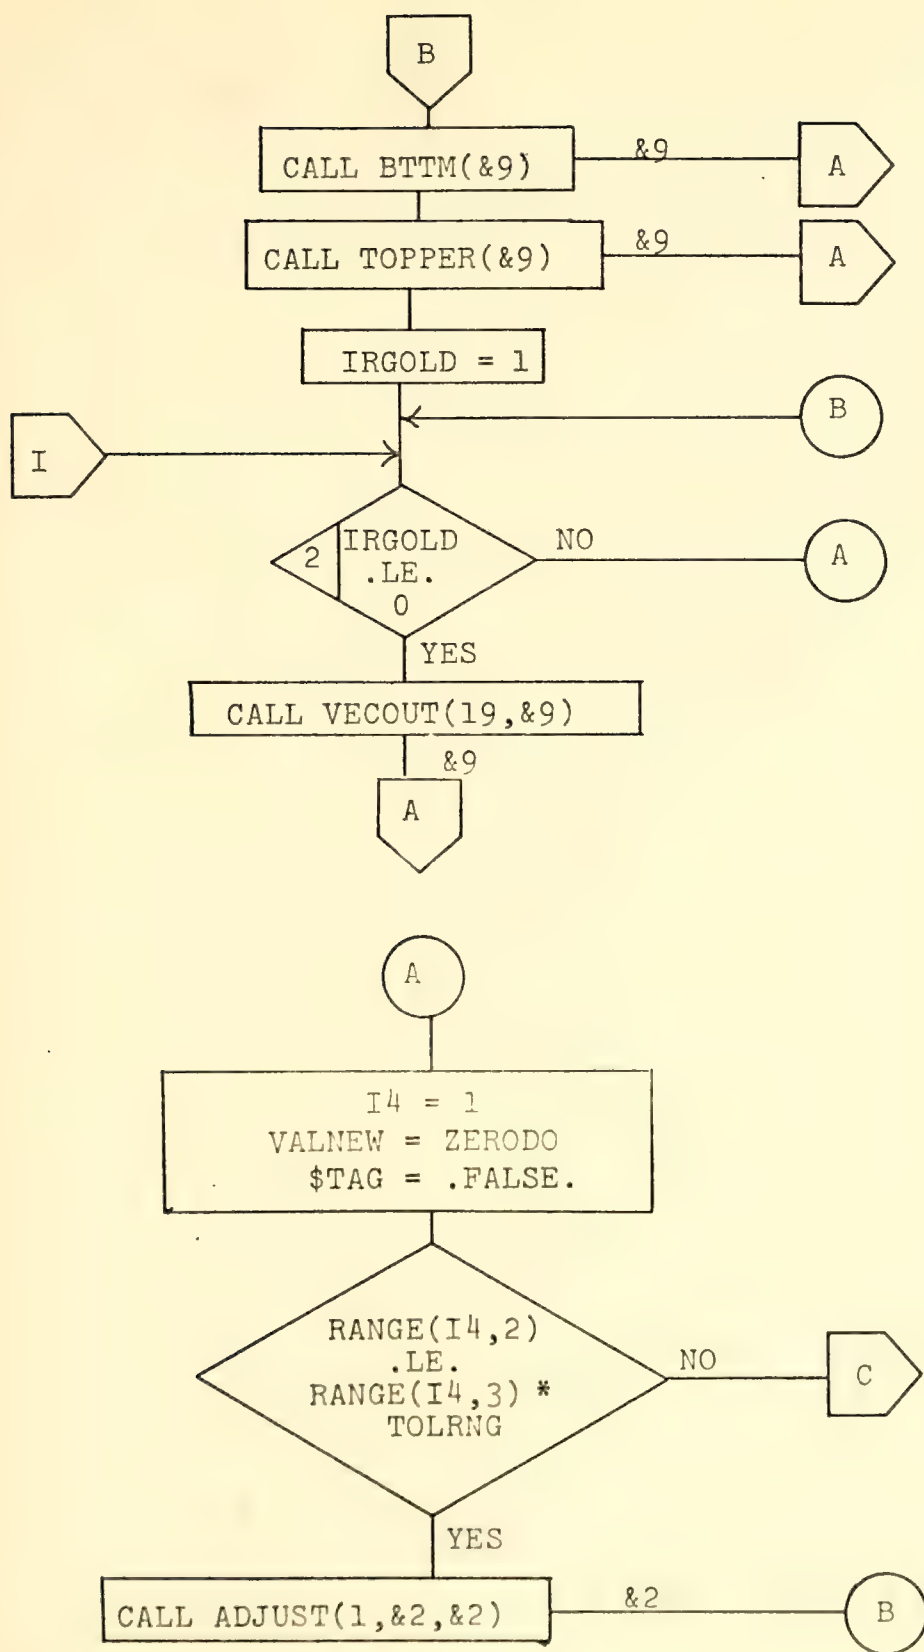 B
CALL BTTM(&9)
&9
A
CALL TOPPER(&9)
&9
A
IRGOLD = 1
B
I
2
IRGOLD
.LE.
0
NO
A
YES
CALL VECOUT(19,&9)
&9
A
A
I4 = 1
VALNEW = ZERODO
$TAG = .FALSE.
RANGE(I4,2)
.LE.
RANGE(I4,3) *
TOLRNG
NO
C
YES
CALL ADJUST(1,&2,&2)
&2
B